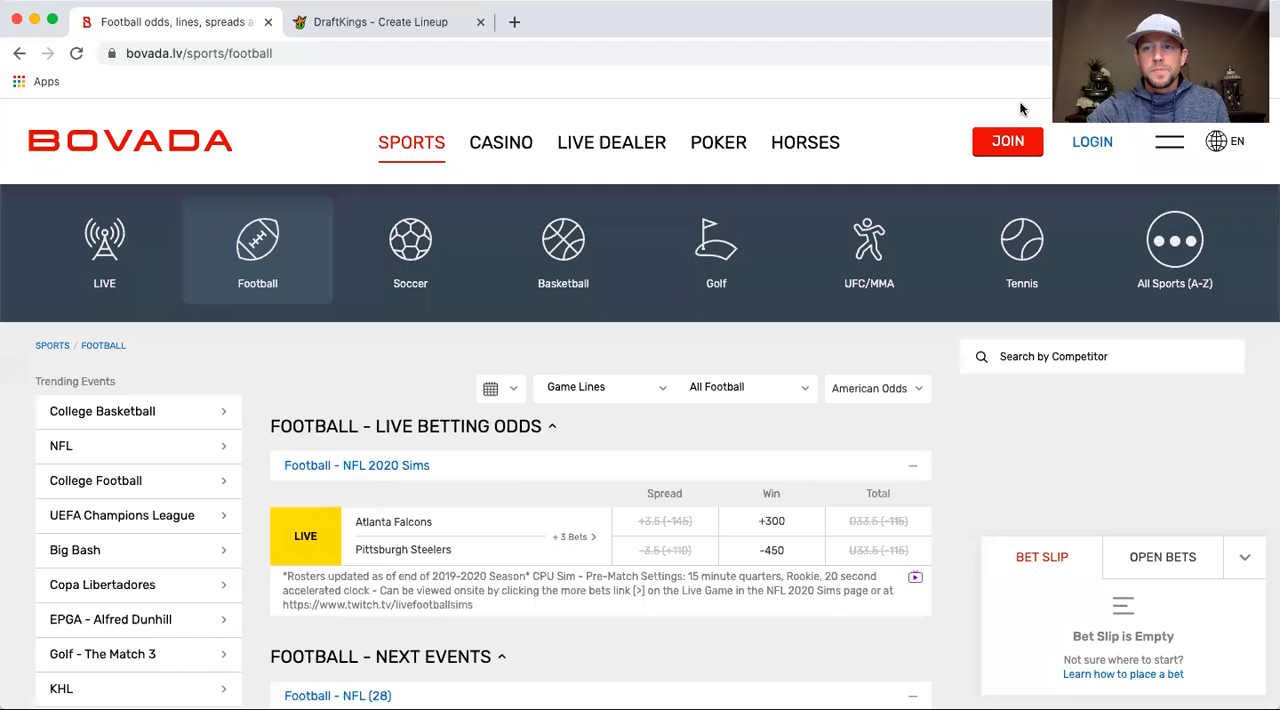 Football odds, lines, spreads a
DraftKings - Create Lineup
bovada.lv/sports/football
Apps
BOVADA
SPORTS
CASINO
LIVE DEALER
POKER
HORSES
JOIN
LOGIN
EN
LIVE
Football
Soccer
Basketball
Golf
UFC/MMA
Tennis
All Sports (A-Z)
SPORTS / FOOTBALL
Search by Competitor
Trending Events
College Basketball
NFL
College Football
UEFA Champions League
Big Bash
Copa Libertadores
EPGA - Alfred Dunhill
Golf - The Match 3
KHL
Game Lines
All Football
American Odds
FOOTBALL - LIVE BETTING ODDS
Football - NFL 2020 Sims
Spread Win Total
LIVE
Atlanta Falcons
Pittsburgh Steelers
+ 3 Bets >
+3.5 (-145) +300 O33.5 (-115)
-3.5 (+110) -450 U33.5 (-115)
*Rosters updated as of end of 2019-2020 Season* CPU Sim - Pre-Match Settings: 15 minute quarters, Rookie, 20 second
accelerated clock - Can be viewed onsite by clicking the more bets link [>] on the Live Game in the NFL 2020 Sims page or at
https://www.twitch.tv/livefootballsims
FOOTBALL - NEXT EVENTS
Football - NFL (28)
BET SLIP
OPEN BETS
Bet Slip is Empty
Not sure where to start?
Learn how to place a bet